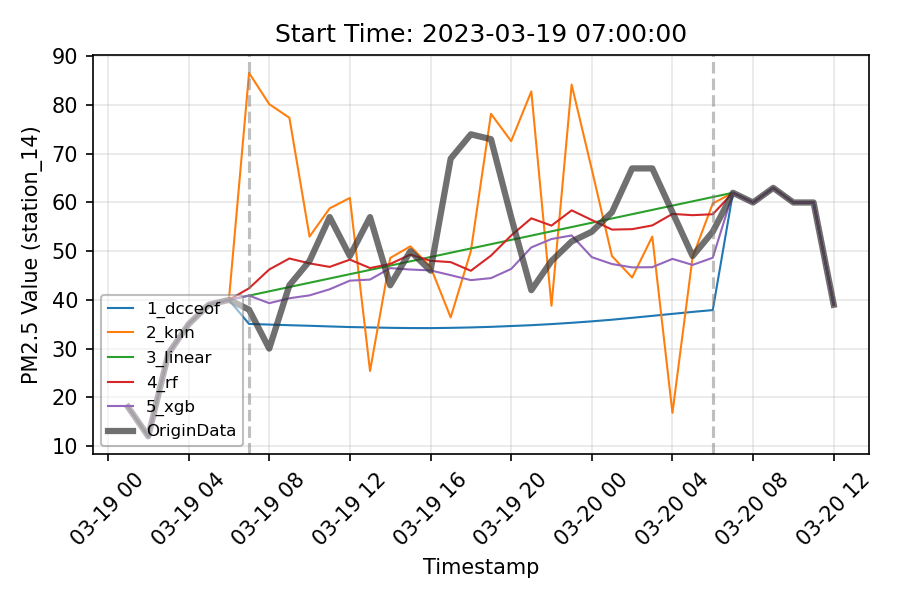 Start Time: 2023-03-19 07:00:00
PM2.5 Value (station_14)
90
80
70
60
50
40
30
20
10
1_dcceof
2_knn
3_linear
4_rf
5_xgb
OriginData
03-19 00
03-19 04
03-19 08
03-19 12
03-19 16
03-19 20
03-20 00
03-20 04
03-20 08
03-20 12
Timestamp